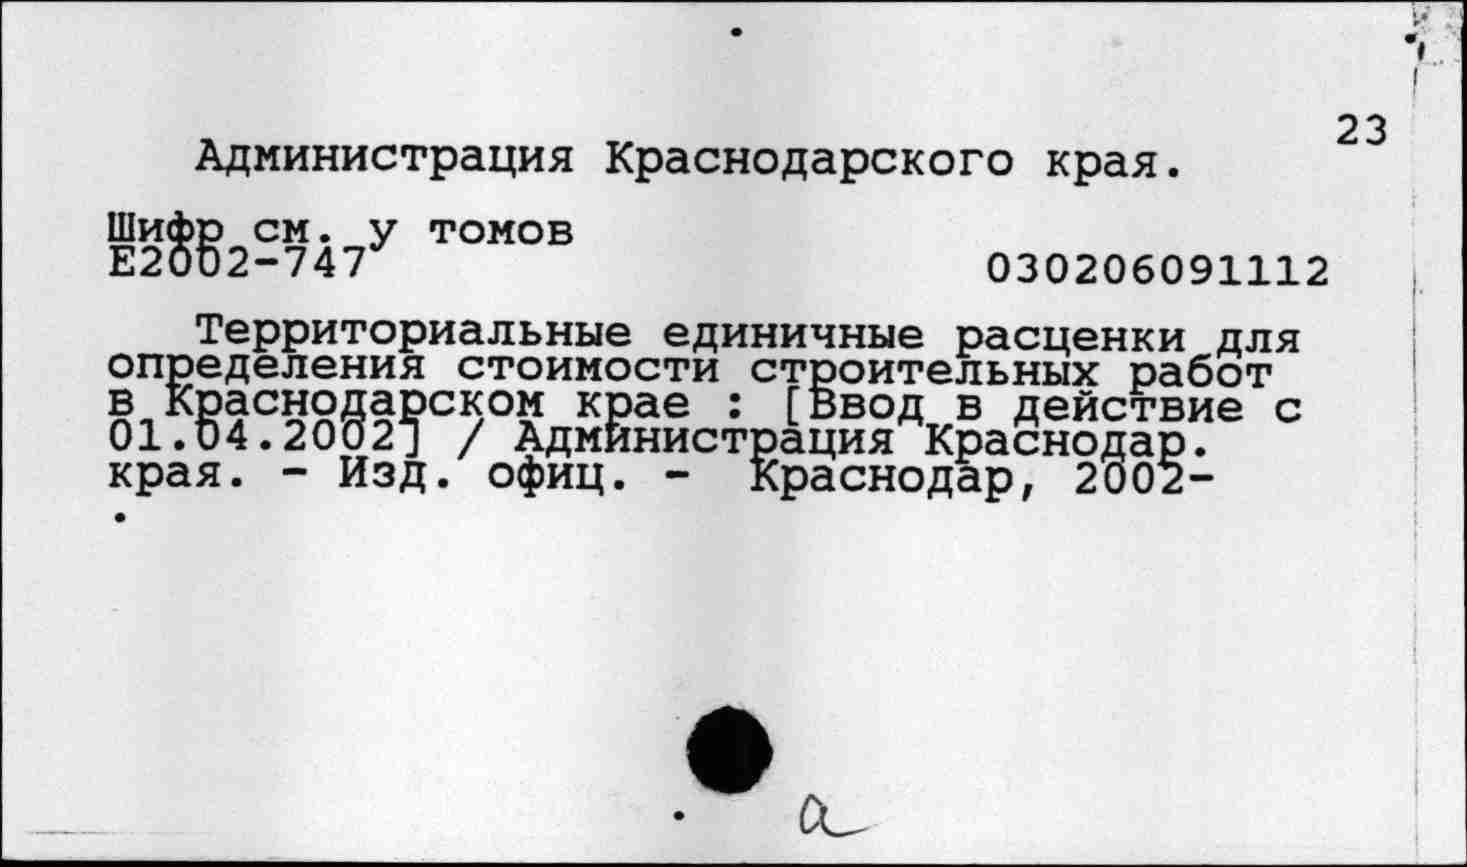 23
Администрация Краснодарского края.
Шифр см. у томов
Е2002-747
030206091112
Территориальные единичные расценки для
определения стоимости строительных работ
в Краснодарском крае : [Ввод в действие с
01.04.2002] / Администрация Краснодар.
края. - Изд. офиц. - Краснодар, 2002-
.
а